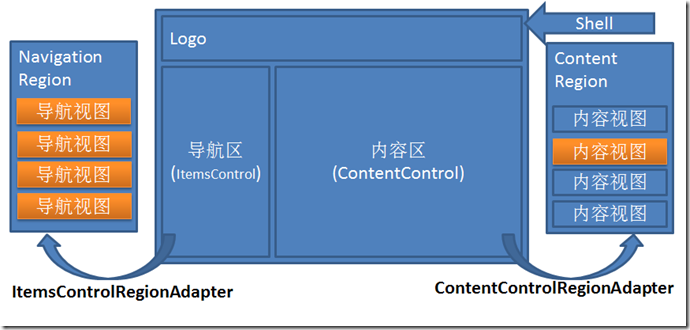 Navigation
Region
导航视图
导航视图
导航视图
导航视图
ItemsControlRegionAdapter
Logo
导航区
(ItemsControl)
内容区
(ContentControl)
Shell
Content
Region
内容视图
内容视图
内容视图
内容视图
ContentControlRegionAdapter